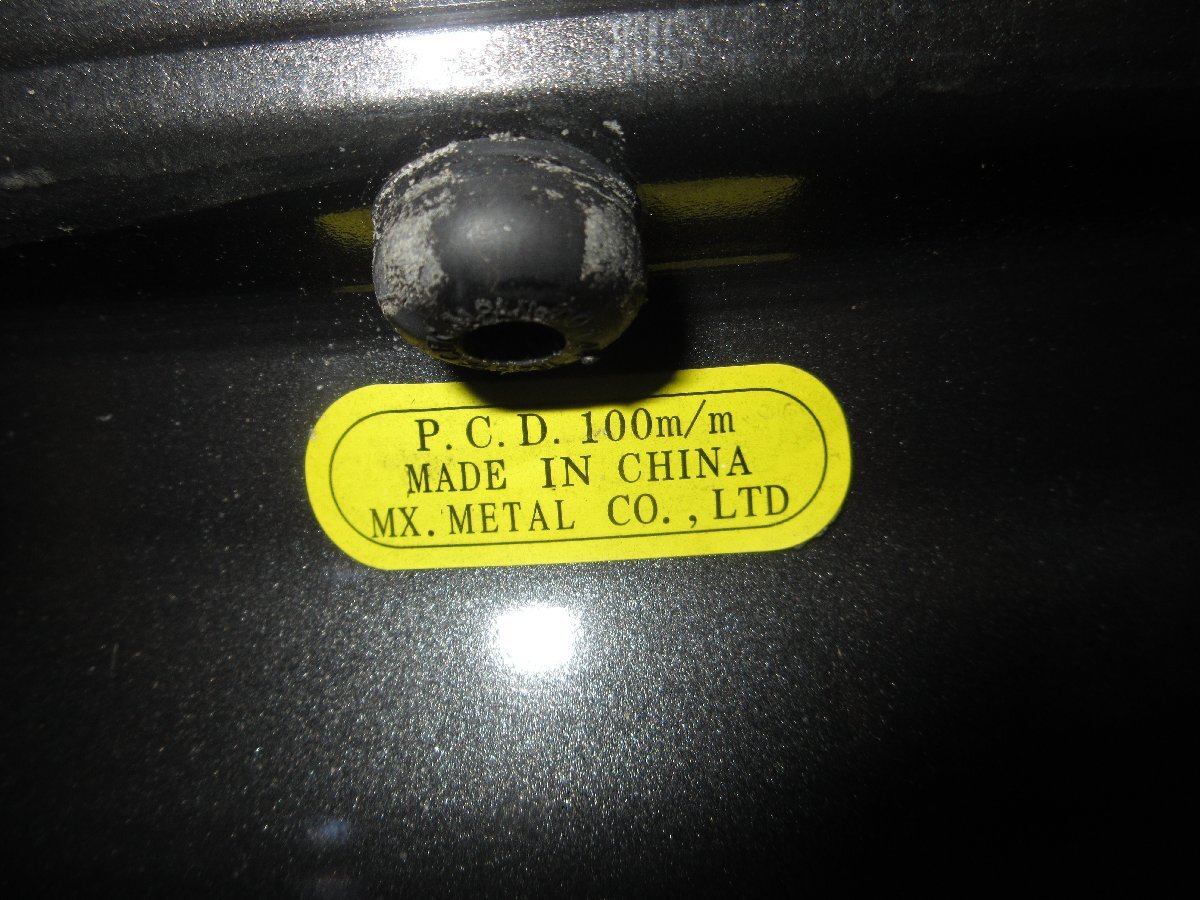 P.C.D. 100m/m
MADE IN CHINA
MX.METAL CO.,LTD